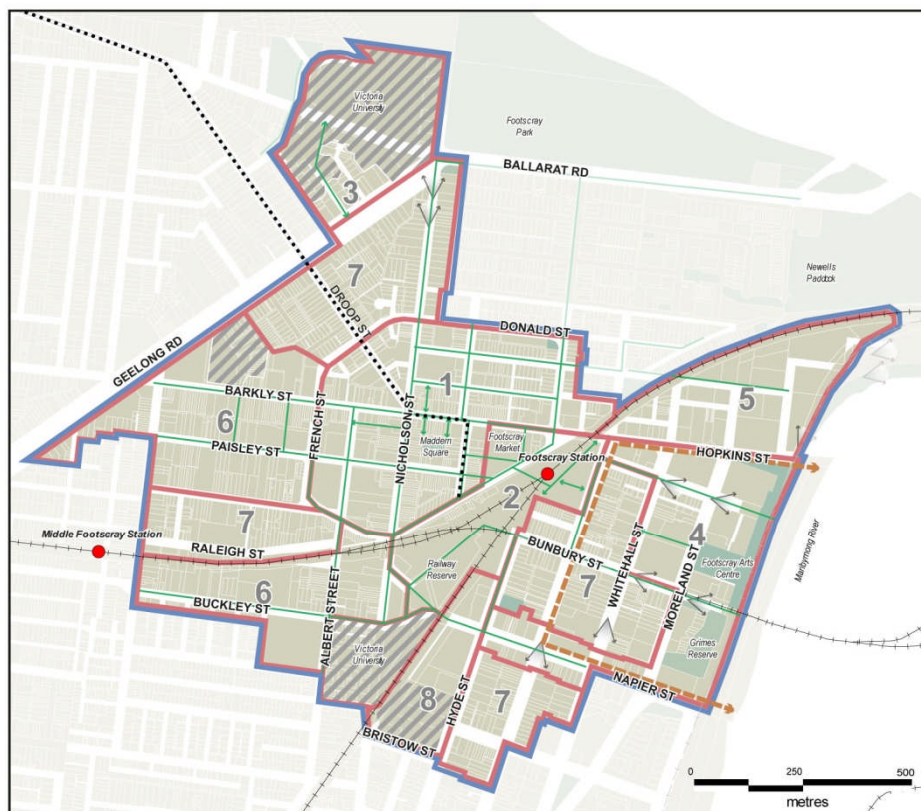 Victoria
University
Footscray
Park
BALLARAT RD
3
Newells
Paddock
7
DROOP ST
DONALD ST
GEELONG RD
1
5
BARKLY ST
FRENCH ST
NICHOLSON ST
6
Maddern
Square
Footscray
Market
HOPKINS ST
PAISLEY ST
Footscray Station
2
4
7
Middle Footscray Station
RALEIGH ST
BUNBURY ST
WHITEHALL ST
MORELAND ST
Footscray Arts
Centre
Maribyrnong River
Railway
Reserve
7
6
BUCKLEY ST
ALBERT STREET
Victoria
University
Grimes
Reserve
NAPIER ST
8
HYDE ST
7
BRISTOW ST
0 250 500
metres